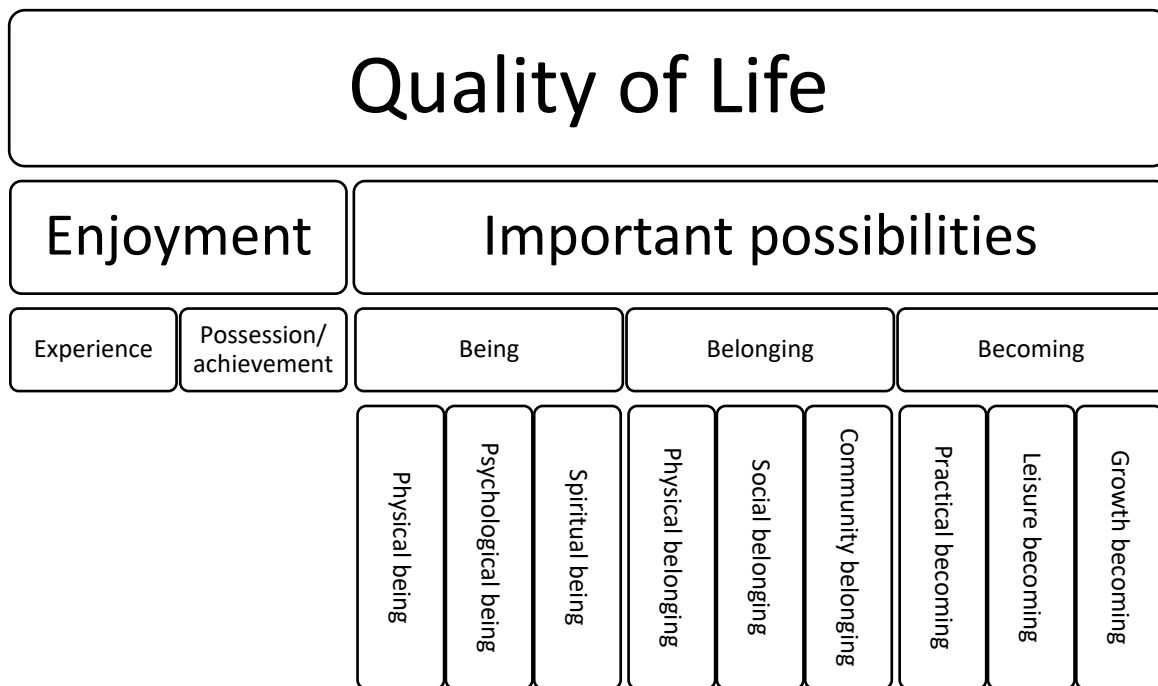 Quality of Life
Enjoyment
Important possibilities
Experience
Possession/
achievement
Being
Belonging
Becoming
Physical being
Psychological being
Spiritual being
Physical belonging
Social belonging
Community belonging
Practical becoming
Leisure becoming
Growth becoming